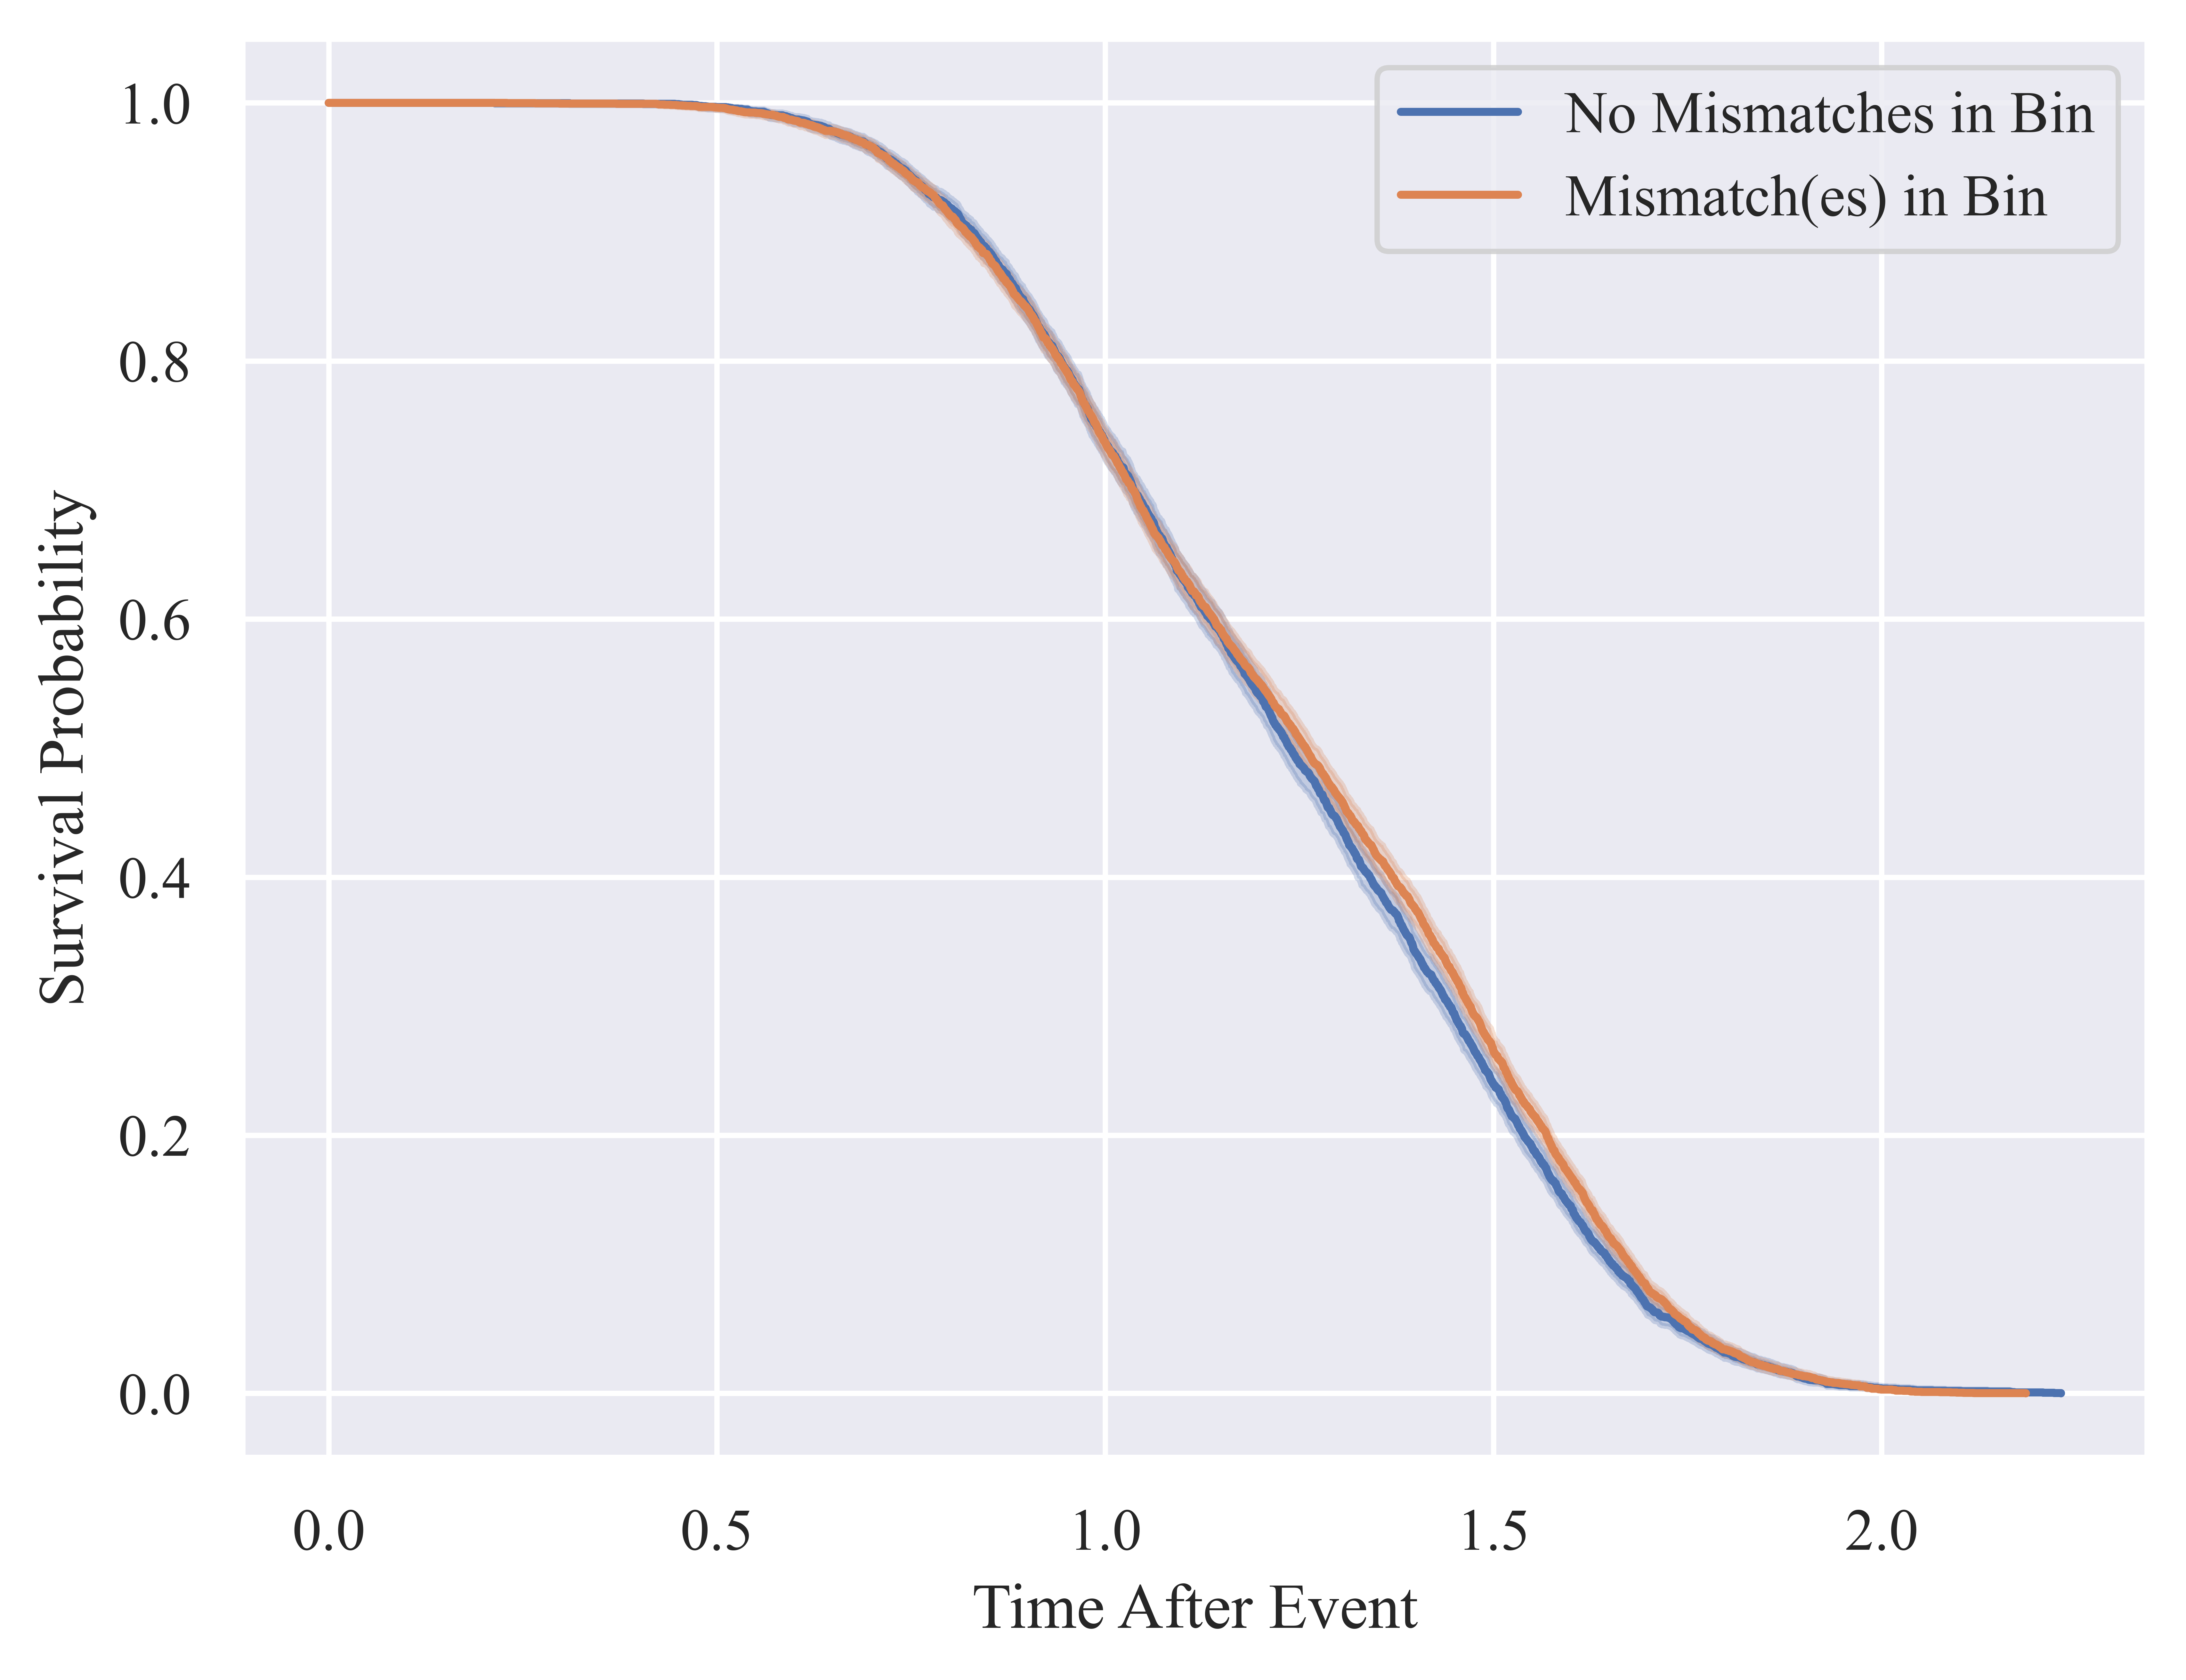 No Mismatches in Bin
Mismatch(es) in Bin
1.0
0.8
0.6
0.4
0.2
0.0
Survival Probability
0.0 0.5 1.0 1.5 2.0
Time After Event